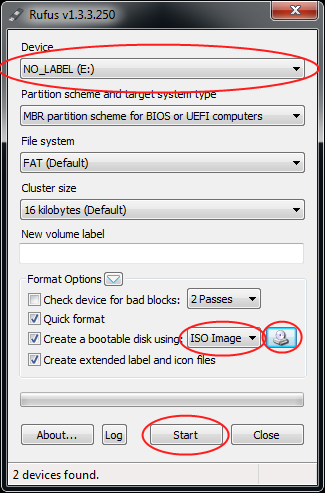 Rufus v1.3.3.250
Device
NO_LABEL (E:)
Partition scheme and target system type
MBR partition scheme for BIOS or UEFI computers
File system
FAT (Default)
Cluster size
16 kilobytes (Default)
New volume label
Format Options
Check device for bad blocks: 2 Passes
Quick format
Create a bootable disk using: ISO Image
Create extended label and icon files
About... Log Start Close
2 devices found.